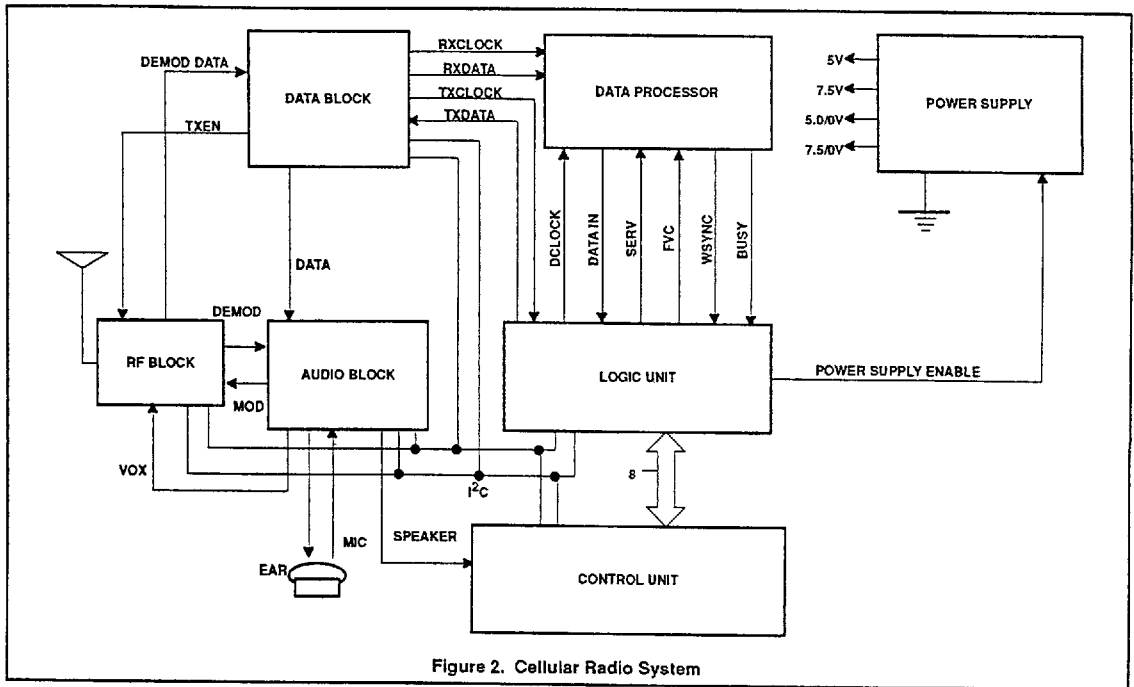 RXCLOCK
DEMOD DATA
RXDATA
DATA BLOCK
TXCLOCK
TXDATA
TXEN
DATA PROCESSOR
5V
7.5V
5.0/0V
7.5/0V
POWER SUPPLY
DCLOCK
DATA IN
SERV
FVC
WSYNC
BUSY
DATA
DEMOD
RF BLOCK
AUDIO BLOCK
MOD
LOGIC UNIT
POWER SUPPLY ENABLE
VOX
I²C
8
MIC
SPEAKER
EAR
CONTROL UNIT
Figure 2. Cellular Radio System